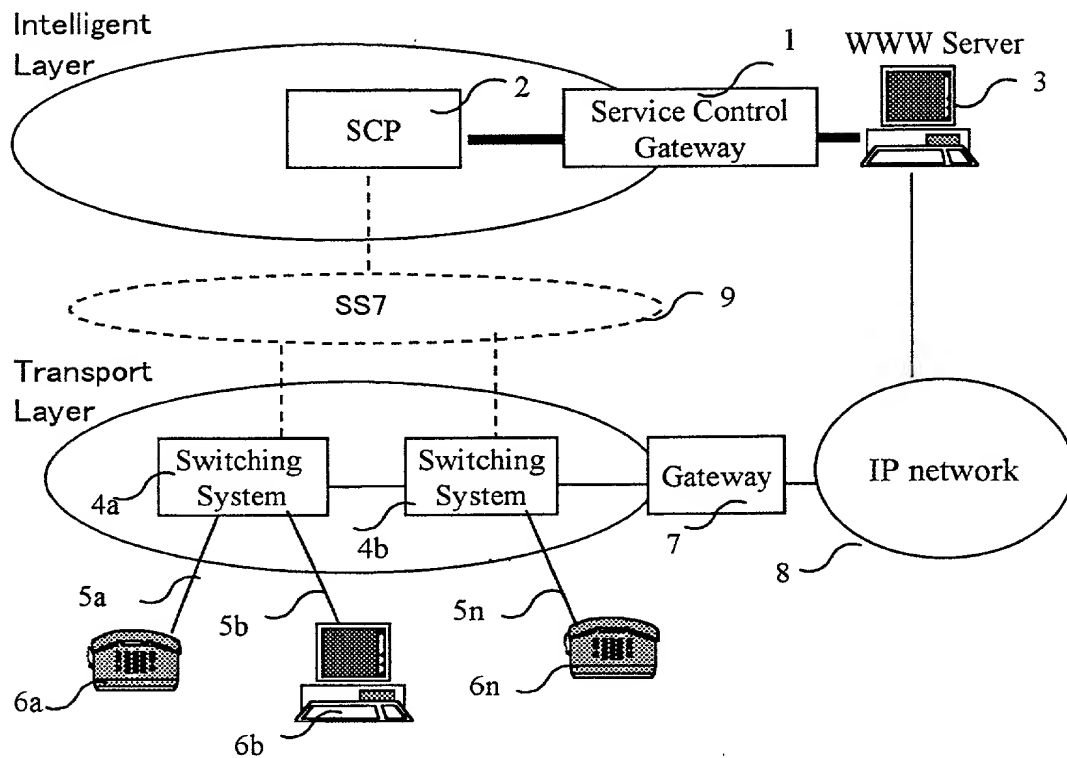 Intelligent
Layer
1
WWW Server
2
3
SCP
Service Control
Gateway
SS7
9
Transport
Layer
Switching
System
Switching
System
Gateway
IP network
4a
4b
7
8
5a
5b
5n
6a
6b
6n